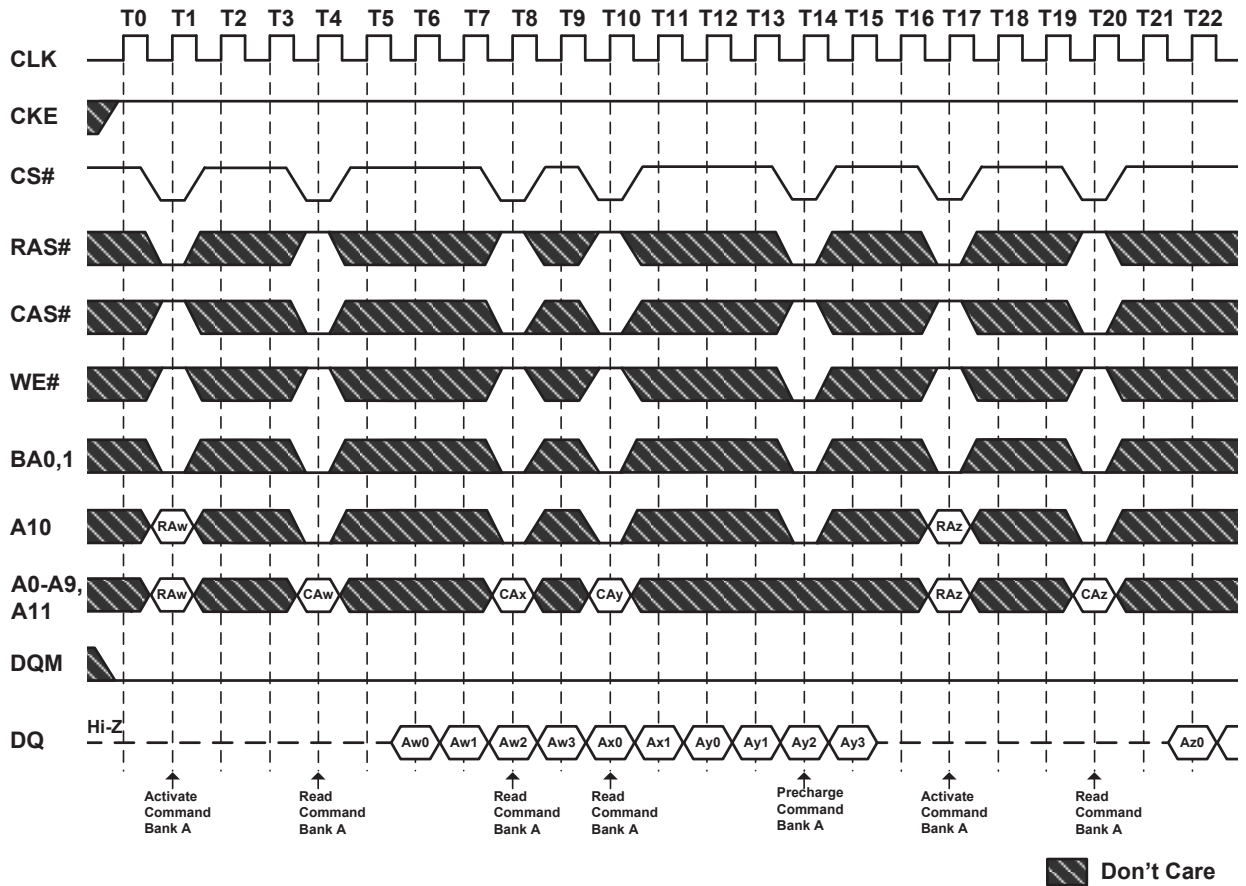 T0 T1 T2 T3 T4 T5 T6 T7 T8 T9 T10 T11 T12 T13 T14 T15 T16 T17 T18 T19 T20 T21 T22
CLK
CKE
CS#
RAS#
CAS#
WE#
BA0,1
A10
RAw RAz
A0-A9,
A11
RAw CAw CAx CAy RAz CAz
DQM
Hi-Z
DQ
Aw0 Aw1 Aw2 Aw3 Ax0 Ax1 Ay0 Ay1 Ay2 Ay3 Az0
Activate
Command
Bank A
Read
Command
Bank A
Read
Command
Bank A
Read
Command
Bank A
Precharge
Command
Bank A
Activate
Command
Bank A
Read
Command
Bank A
Don't Care